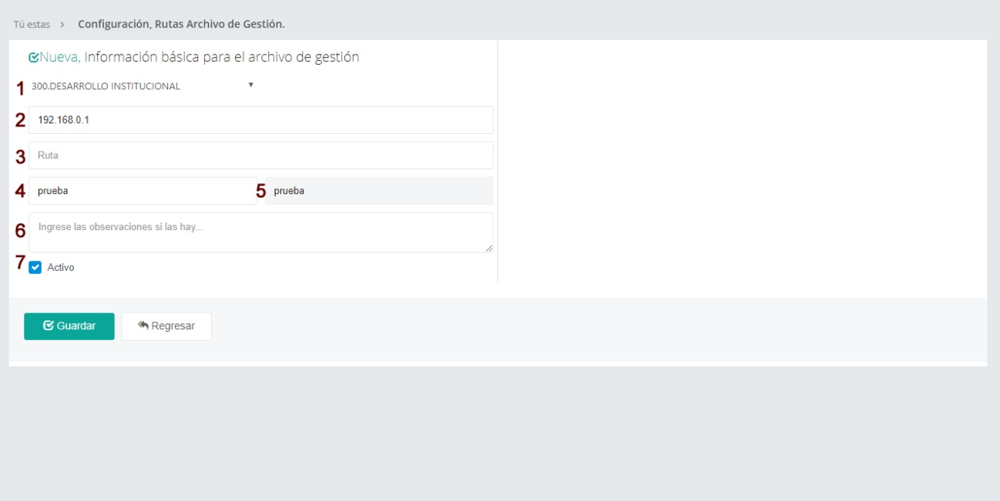 Tú estas > Configuración, Rutas Archivo de Gestión.
Nueva, Información básica para el archivo de gestión
1 300.DESARROLLO INSTITUCIONAL
2 192.168.0.1
3 Ruta
4 prueba 5 prueba
6 Ingrese las observaciones si las hay...
7 Activo
Guardar Regresar